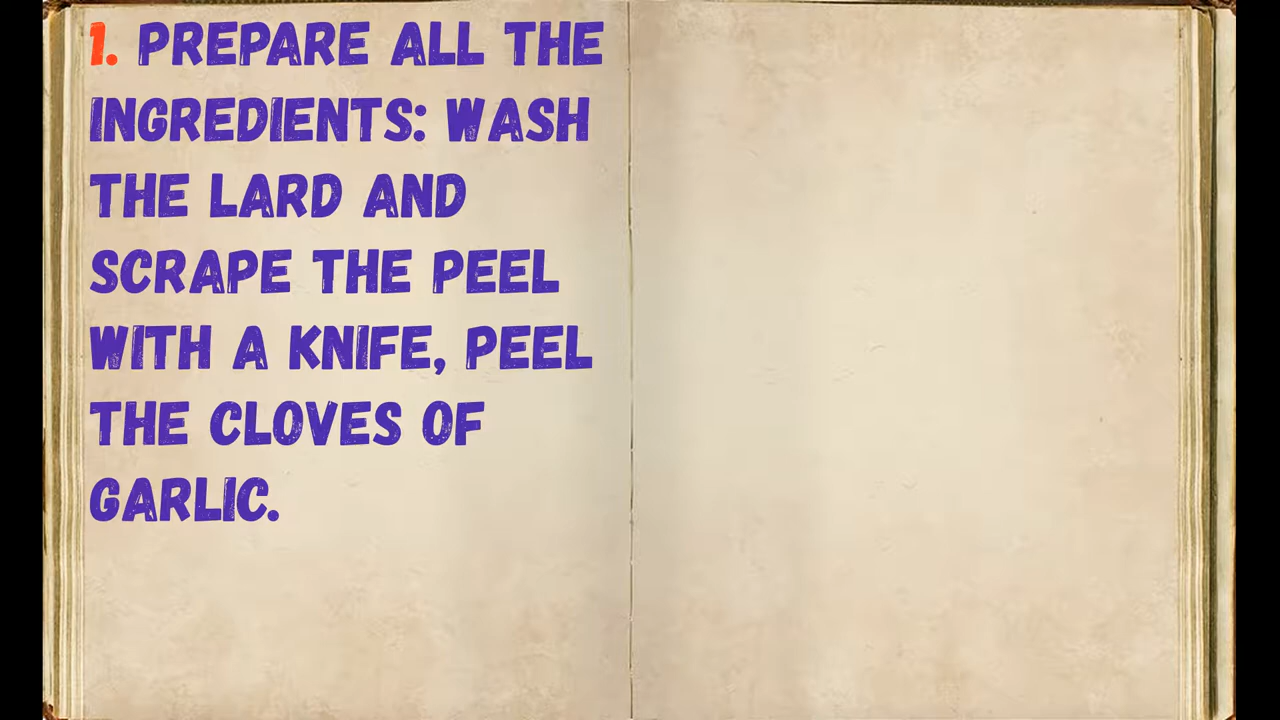 1. PREPARE ALL THE
INGREDIENTS: WASH
THE LARD AND
SCRAPE THE PEEL
WITH A KNIFE, PEEL
THE CLOVES OF
GARLIC.